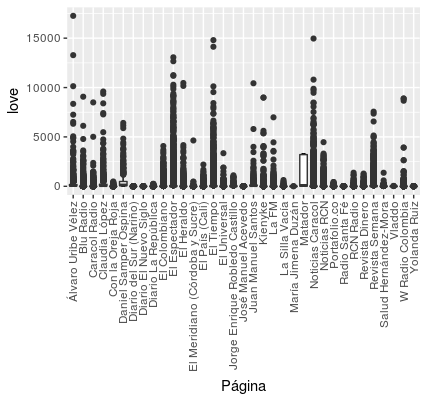 love
15000
10000
5000
0
Álvaro Uribe Vélez
Blu Radio
Caracol Radio
Claudia López
Con la Oreja Roja
Daniel Samper Ospina
Diario del Sur (Nariño)
Diario El Nuevo Siglo
Diario La República
El Colombiano
El Espectador
El Heraldo
El Meridiano (Córdoba y Sucre)
El País (Cali)
El Tiempo
El Universal
Jorge Enrique Robledo Castillo
José Manuel Acevedo
Juan Manuel Santos
Kienyke
La FM
La Silla Vacía
María Jimena Duzán
Matador
Noticias Caracol
Noticias RCN
Portafolio.co
Radio Santa Fe
RCN Radio
Revista Dinero
Revista Semana
Salud Hernández-Mora
Vladdo
W Radio Colombia
Yolanda Ruiz
Página